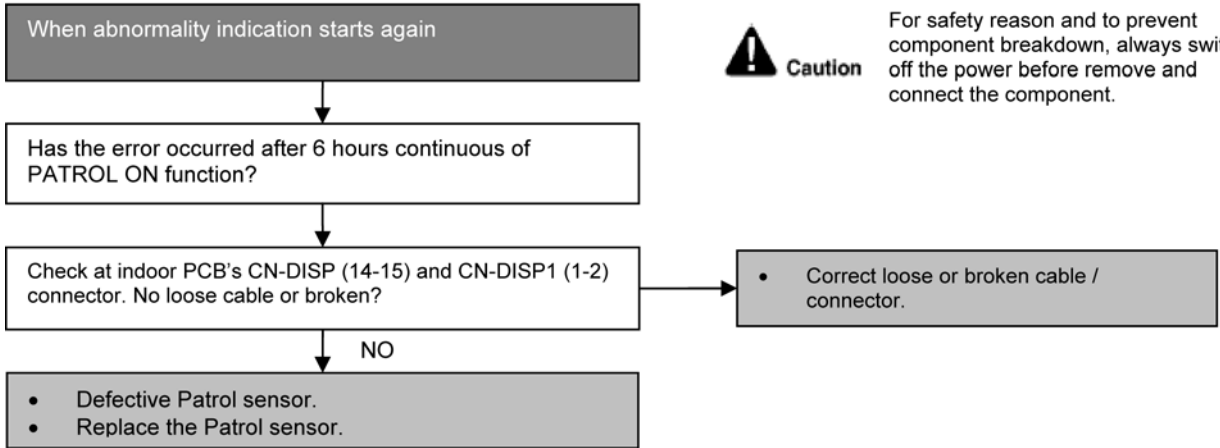 When abnormality indication starts again
For safety reason and to prevent
component breakdown, always swi
off the power before remove and
connect the component.
Caution
Has the error occurred after 6 hours continuous of
PATROL ON function?
Check at indoor PCB's CN-DISP (14-15) and CN-DISP1 (1-2)
connector. No loose cable or broken?
• Correct loose or broken cable /
connector.
NO
• Defective Patrol sensor.
• Replace the Patrol sensor.